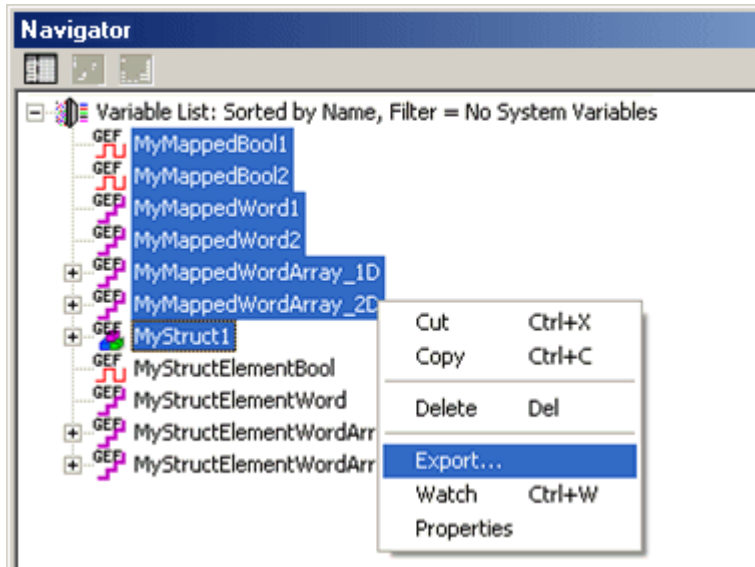 Navigator
Variable List: Sorted by Name, Filter = No System Variables
GEF MyMappedBool1
GEF MyMappedBool2
GEF MyMappedWord1
GEF MyMappedWord2
GEF MyMappedWordArray_1D
GEF MyMappedWordArray_2D
GEF MyStruct1
GEF MyStructElementBool
GEF MyStructElementWord
GEF MyStructElementWordArr
GEF MyStructElementWordArr
Cut Ctrl+X
Copy Ctrl+C
Delete Del
Export...
Watch Ctrl+W
Properties